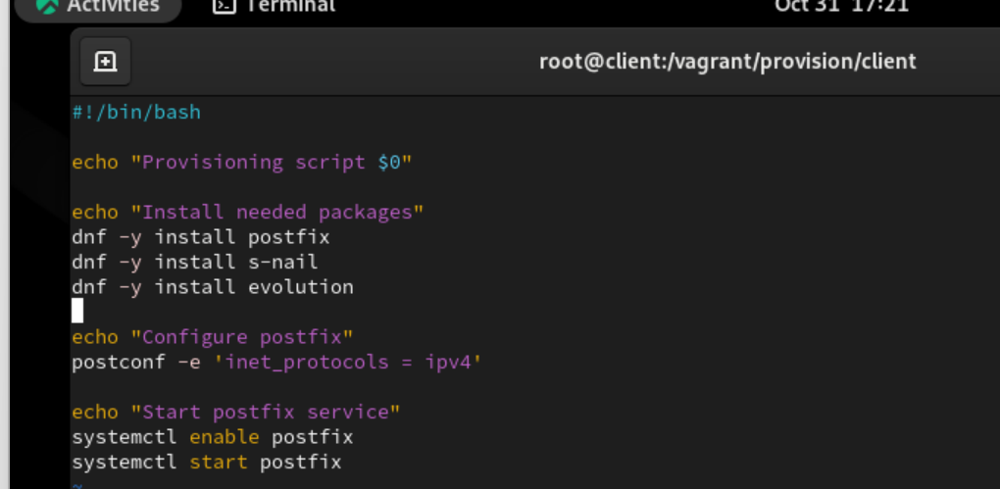 Activities Terminal Oct 31 17:21
root@client:/vagrant/provision/client
#!/bin/bash
echo "Provisioning script $0"
echo "Install needed packages"
dnf -y install postfix
dnf -y install s-nail
dnf -y install evolution
echo "Configure postfix"
postconf -e 'inet_protocols = ipv4'
echo "Start postfix service"
systemctl enable postfix
systemctl start postfix
~